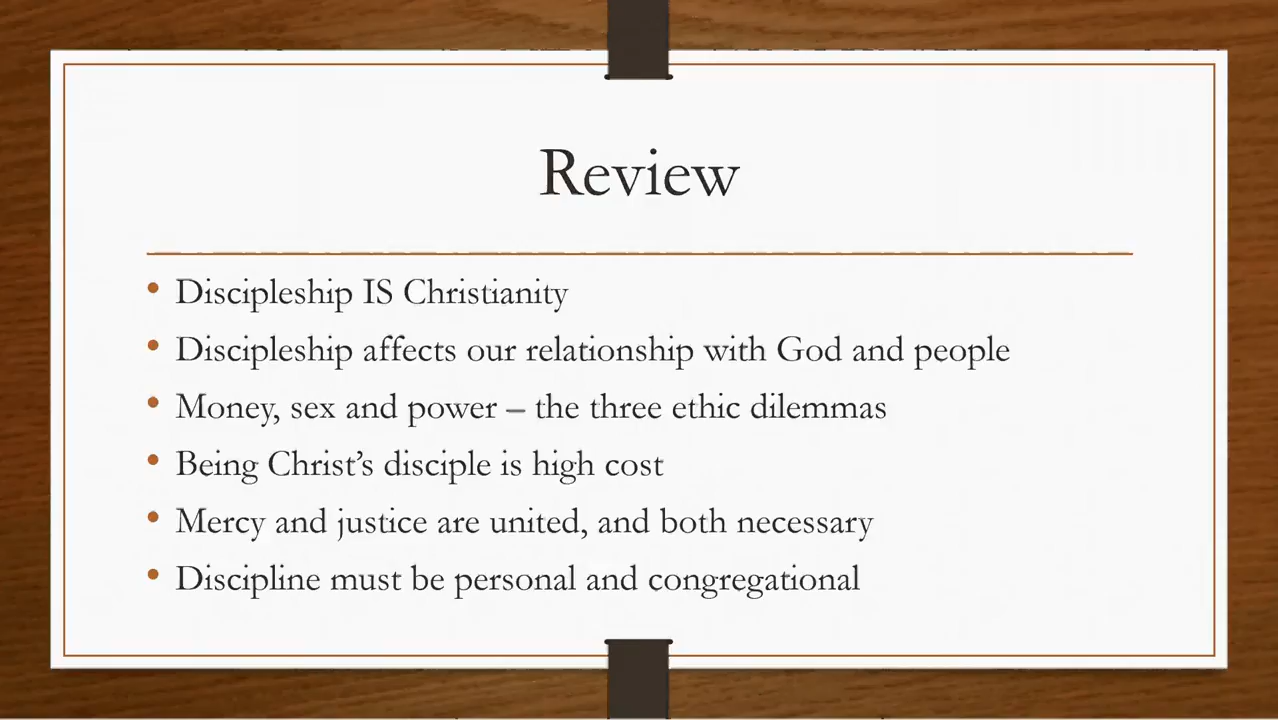 Review
• Discipleship IS Christianity
• Discipleship affects our relationship with God and people
• Money, sex and power – the three ethic dilemmas
• Being Christ’s disciple is high cost
• Mercy and justice are united, and both necessary
• Discipline must be personal and congregational